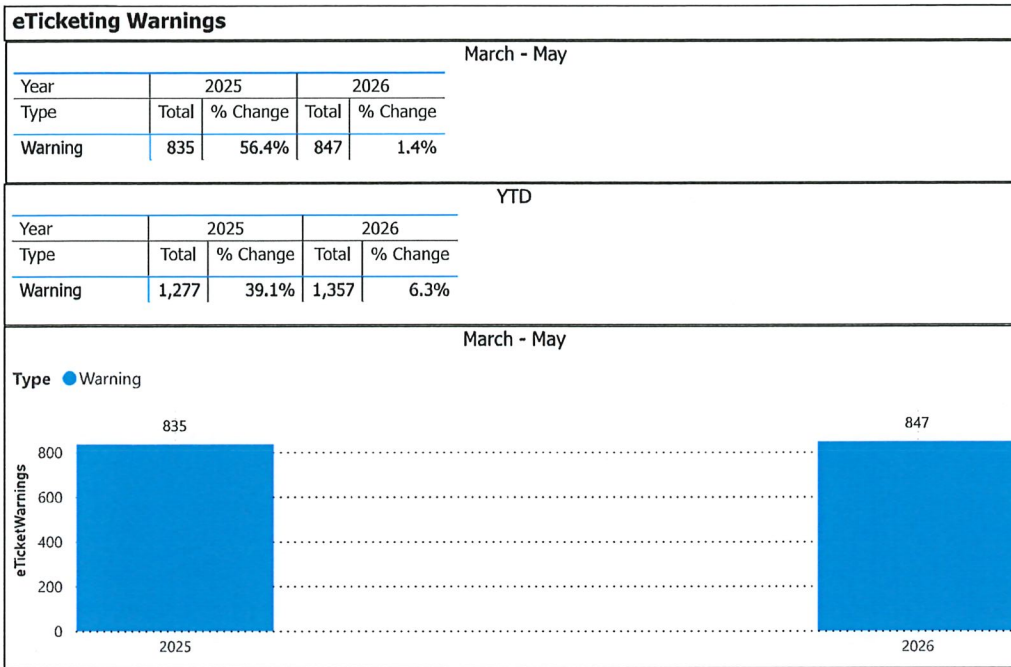 eTicketing Warnings
March - May
Year 2025 2026
Type Total % Change Total % Change
Warning 835 56.4% 847 1.4%
YTD
Year 2025 2026
Type Total % Change Total % Change
Warning 1,277 39.1% 1,357 6.3%
March - May
Type Warning
835 847
eTicketWarnings
800
600
400
200
0
2025 2026